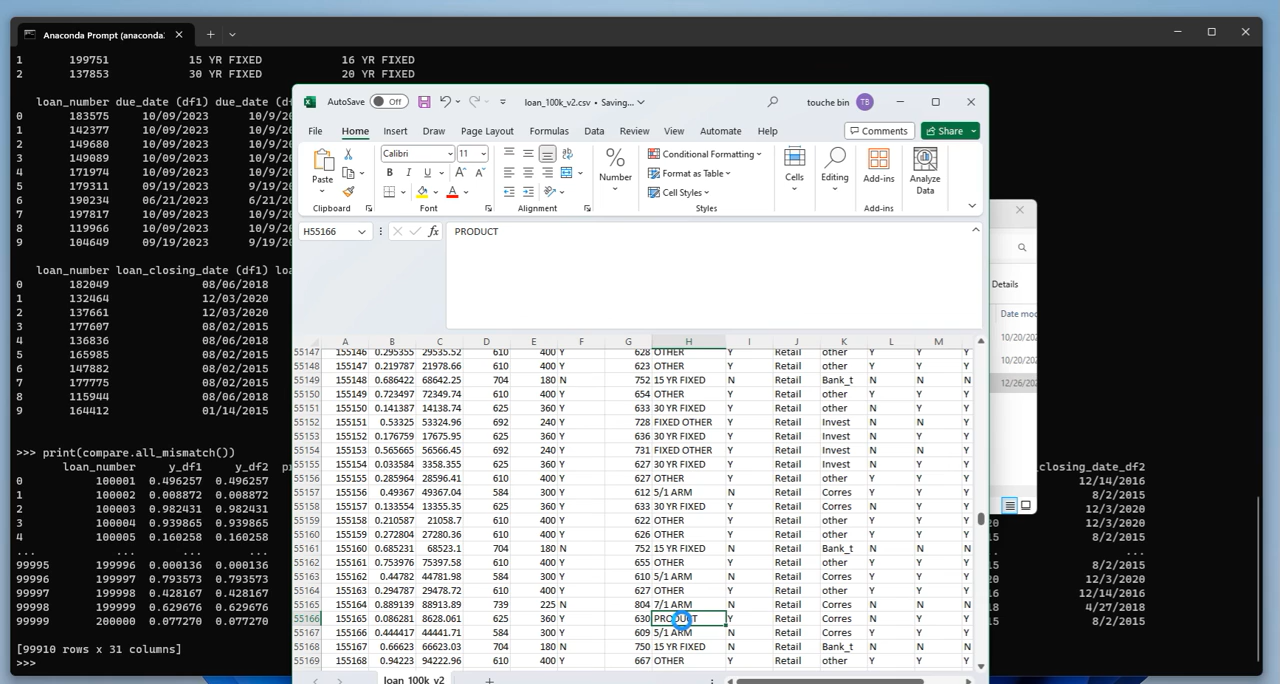 Anaconda Prompt (anaconda:
1 199751 15 YR FIXED 16 YR FIXED
2 137853 30 YR FIXED 20 YR FIXED
loan_number due_date (df1) due_date (d
0 183575 10/09/2023 10/9/20
1 142377 10/09/2023 10/9/20
2 149680 10/09/2023 10/9/20
3 149089 10/09/2023 10/9/20
4 171974 10/09/2023 10/9/20
5 179311 09/19/2023 9/19/20
6 190234 06/21/2023 6/21/20
7 197817 10/09/2023 10/9/20
8 119966 10/09/2023 10/9/20
9 104649 09/19/2023 9/19/20
loan_number loan_closing_date (df1) loa
0 182049 08/06/2018
1 132464 12/03/2020
2 137661 12/03/2020
3 177607 08/02/2015
4 136836 08/06/2018
5 165985 08/02/2015
6 147882 08/02/2015
7 177775 08/02/2015
8 115944 08/06/2018
9 164412 01/14/2015
>>> print(compare.all_mismatch())
loan_number y_df1 y_df2 _closing_date_df2
0 100001 0.496257 0.496257 12/14/2016
1 100002 0.008872 0.008872 8/2/2015
2 100003 0.982431 0.982431 12/3/2020
3 100004 0.939865 0.939865 12/3/2020
4 100005 0.160258 0.160258 8/2/2015
... ... ... ... ...
99995 199996 0.000136 0.000136 8/2/2015
99996 199997 0.793573 0.793573 12/3/2020
99997 199998 0.428167 0.428167 12/14/2016
99998 199999 0.629676 0.629676 4/27/2018
99999 200000 0.077270 0.077270 8/2/2015
[99910 rows x 31 columns]
>>>
AutoSave Off loan_100k_v2.csv • Saving... touche bin TB
File Home Insert Draw Page Layout Formulas Data Review View Automate Help Comments Share
Paste Calibri 11 Number Conditional Formatting Format as Table Cell Styles Cells Editing Add-ins Analyze Data
Clipboard Font Alignment Styles Add-ins
H55166 fx PRODUCT
A B C D E F G H I J K L M
55147 155146 0.295355 29535.52 610 400 Y 628 OTHER Y Retail other Y Y Y
55148 155147 0.219787 21978.66 610 400 Y 623 OTHER Y Retail other Y Y Y
55149 155148 0.686422 68642.25 704 180 N 752 15 YR FIXED N Retail Bank_t N N N
55150 155149 0.723497 72349.74 610 400 Y 654 OTHER Y Retail other Y Y Y
55151 155150 0.141387 14138.74 625 360 Y 633 30 YR FIXED Y Retail Invest N Y Y
55152 155151 0.53325 53324.96 692 240 Y 728 FIXED OTHER Y Retail Invest N N Y
55153 155152 0.176759 17675.95 625 360 Y 636 30 YR FIXED Y Retail Invest N Y Y
55154 155153 0.565665 56566.45 692 240 Y 731 FIXED OTHER Y Retail Invest N N Y
55155 155154 0.033584 3358.355 625 360 Y 627 30 YR FIXED Y Retail Invest N Y Y
55156 155155 0.285964 28596.41 610 400 Y 627 OTHER Y Retail other Y Y Y
55157 155156 0.49367 49367.04 584 300 Y 612 5/1 ARM N Retail Corres Y Y Y
55158 155157 0.133554 13355.35 625 360 Y 633 30 YR FIXED Y Retail Corres N Y Y
55159 155158 0.210587 21058.7 610 400 Y 622 OTHER Y Retail other Y Y Y
55160 155159 0.272804 27280.36 610 400 Y 626 OTHER Y Retail other Y Y Y
55161 155160 0.685231 68523.1 704 180 N 752 15 YR FIXED N Retail Bank_t N N N
55162 155161 0.753976 75397.58 610 400 Y 655 OTHER Y Retail other Y Y Y
55163 155162 0.44782 44781.98 584 300 Y 610 5/1 ARM N Retail Corres Y Y Y
55164 155163 0.294787 29478.72 610 400 Y 627 OTHER Y Retail other Y Y Y
55165 155164 0.889139 88913.89 739 225 N 804 7/1 ARM N Retail Corres N N N
55166 155165 0.086281 8628.061 625 360 Y 630 PRODUCT Y Retail Corres N Y Y
55167 155166 0.444417 44441.71 584 300 Y 609 5/1 ARM N Retail Corres Y Y Y
55168 155167 0.66623 66623.03 704 180 N 750 15 YR FIXED N Retail Bank_t N N N
55169 155168 0.94223 94222.96 610 400 Y 667 OTHER Y Retail other Y Y Y
loan_100k_v2
Details
Date mod
10/20/202
10/20/202
12/26/202